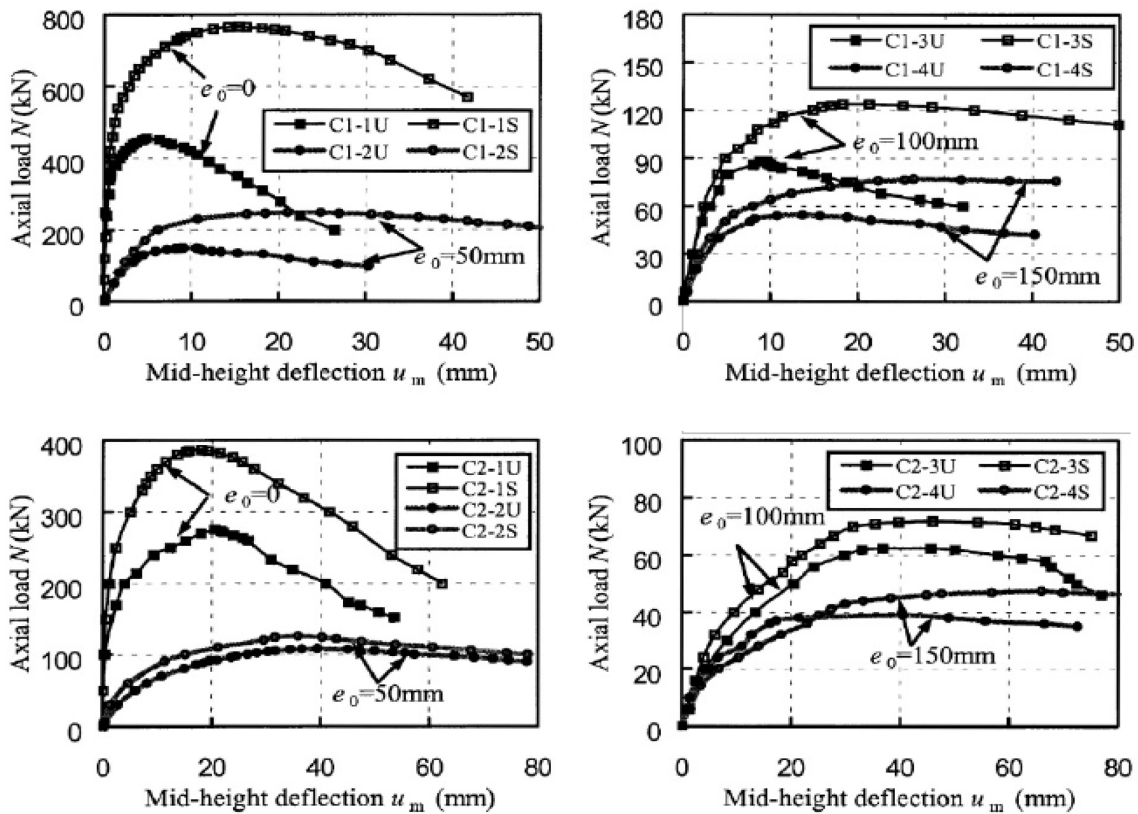 800
600
400
200
0
Axial load N (kN)
e0=0
C1-1U C1-1S
C1-2U C1-2S
e0=50mm
0 10 20 30 40 50
Mid-height deflection um (mm)
180
150
120
90
60
30
0
Axial load N (kN)
C1-3U C1-3S
C1-4U C1-4S
e0=100mm
e0=150mm
0 10 20 30 40 50
Mid-height deflection um (mm)
400
300
200
100
0
Axial load N (kN)
C2-1U
C2-1S
C2-2U
C2-2S
e0=0
e0=50mm
0 20 40 60 80
Mid-height deflection um (mm)
100
80
60
40
20
0
Axial load N (kN)
C2-3U C2-3S
C2-4U C2-4S
e0=100mm
e0=150mm
0 20 40 60 80
Mid-height deflection um (mm)